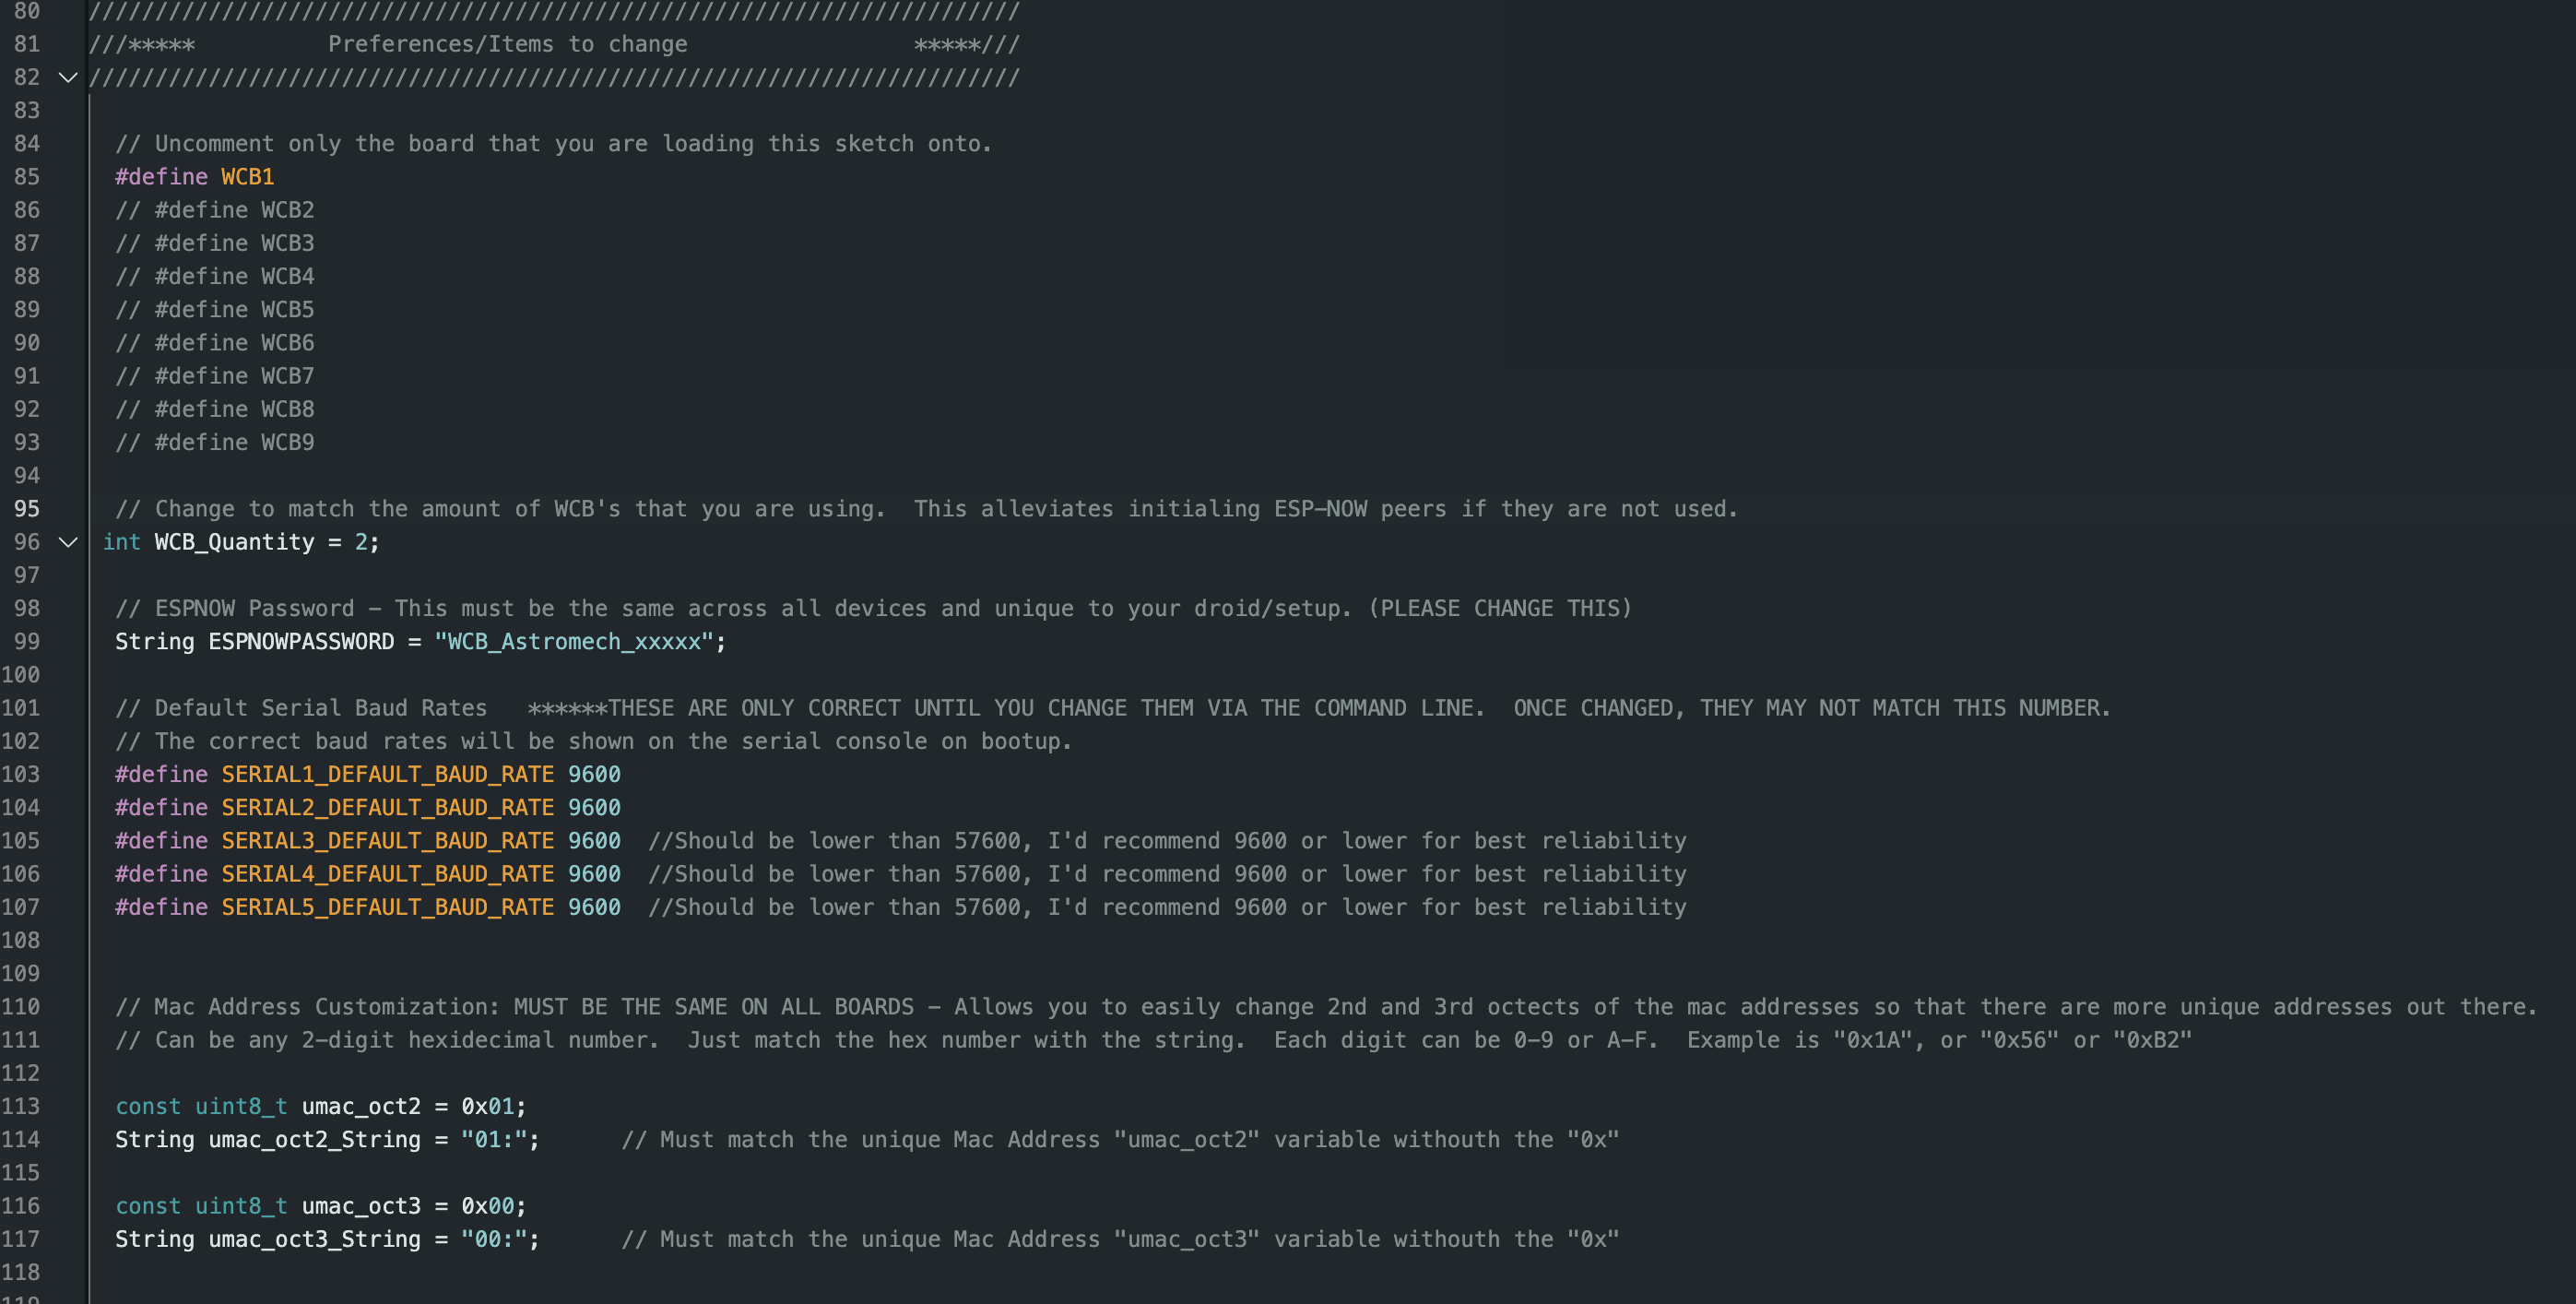 80 //////////////////////////////////////////////////////////////////////
81 ///*****          Preferences/Items to change                 *****///
82 //////////////////////////////////////////////////////////////////////
83
84   // Uncomment only the board that you are loading this sketch onto.
85   #define WCB1
86   // #define WCB2
87   // #define WCB3
88   // #define WCB4
89   // #define WCB5
90   // #define WCB6
91   // #define WCB7
92   // #define WCB8
93   // #define WCB9
94
95   // Change to match the amount of WCB's that you are using.  This alleviates initialing ESP-NOW peers if they are not used.
96  int WCB_Quantity = 2;
97
98   // ESPNOW Password - This must be the same across all devices and unique to your droid/setup. (PLEASE CHANGE THIS)
99   String ESPNOWPASSWORD = "WCB_Astromech_xxxxx";
100
101   // Default Serial Baud Rates   ******THESE ARE ONLY CORRECT UNTIL YOU CHANGE THEM VIA THE COMMAND LINE.  ONCE CHANGED, THEY MAY NOT MATCH THIS NUMBER.
102   // The correct baud rates will be shown on the serial console on bootup.
103   #define SERIAL1_DEFAULT_BAUD_RATE 9600
104   #define SERIAL2_DEFAULT_BAUD_RATE 9600
105   #define SERIAL3_DEFAULT_BAUD_RATE 9600  //Should be lower than 57600, I'd recommend 9600 or lower for best reliability
106   #define SERIAL4_DEFAULT_BAUD_RATE 9600  //Should be lower than 57600, I'd recommend 9600 or lower for best reliability
107   #define SERIAL5_DEFAULT_BAUD_RATE 9600  //Should be lower than 57600, I'd recommend 9600 or lower for best reliability
108
109
110   // Mac Address Customization: MUST BE THE SAME ON ALL BOARDS - Allows you to easily change 2nd and 3rd octects of the mac addresses so that there are more unique addresses out there.
111   // Can be any 2-digit hexidecimal number.  Just match the hex number with the string.  Each digit can be 0-9 or A-F.  Example is "0x1A", or "0x56" or "0xB2"
112
113   const uint8_t umac_oct2 = 0x01;
114   String umac_oct2_String = "01:";      // Must match the unique Mac Address "umac_oct2" variable withouth the "0x"
115
116   const uint8_t umac_oct3 = 0x00;
117   String umac_oct3_String = "00:";      // Must match the unique Mac Address "umac_oct3" variable withouth the "0x"
118
119